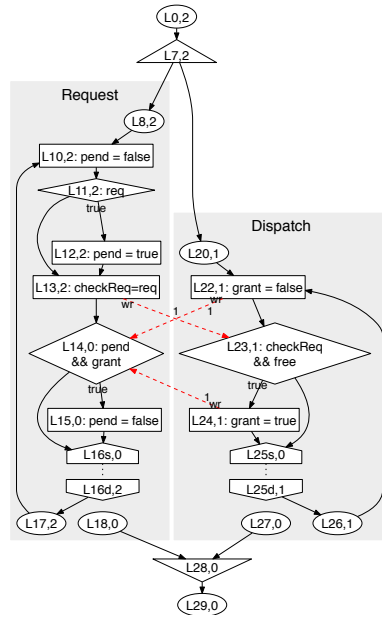 L0,2
L7,2
Request
L8,2
L10,2: pend = false
L11,2: req
true
Dispatch
L12,2: pend = true
L20,1
L13,2: checkReq=req
L22,1: grant = false
wr
1
1
wr
L14,0: pend
&& grant
L23,1: checkReq
&& free
true
true
L15,0: pend = false
1
wr
L24,1: grant = true
L16s,0
L25s,0
L16d,2
L25d,1
L17,2
L18,0
L27,0
L26,1
L28,0
L29,0